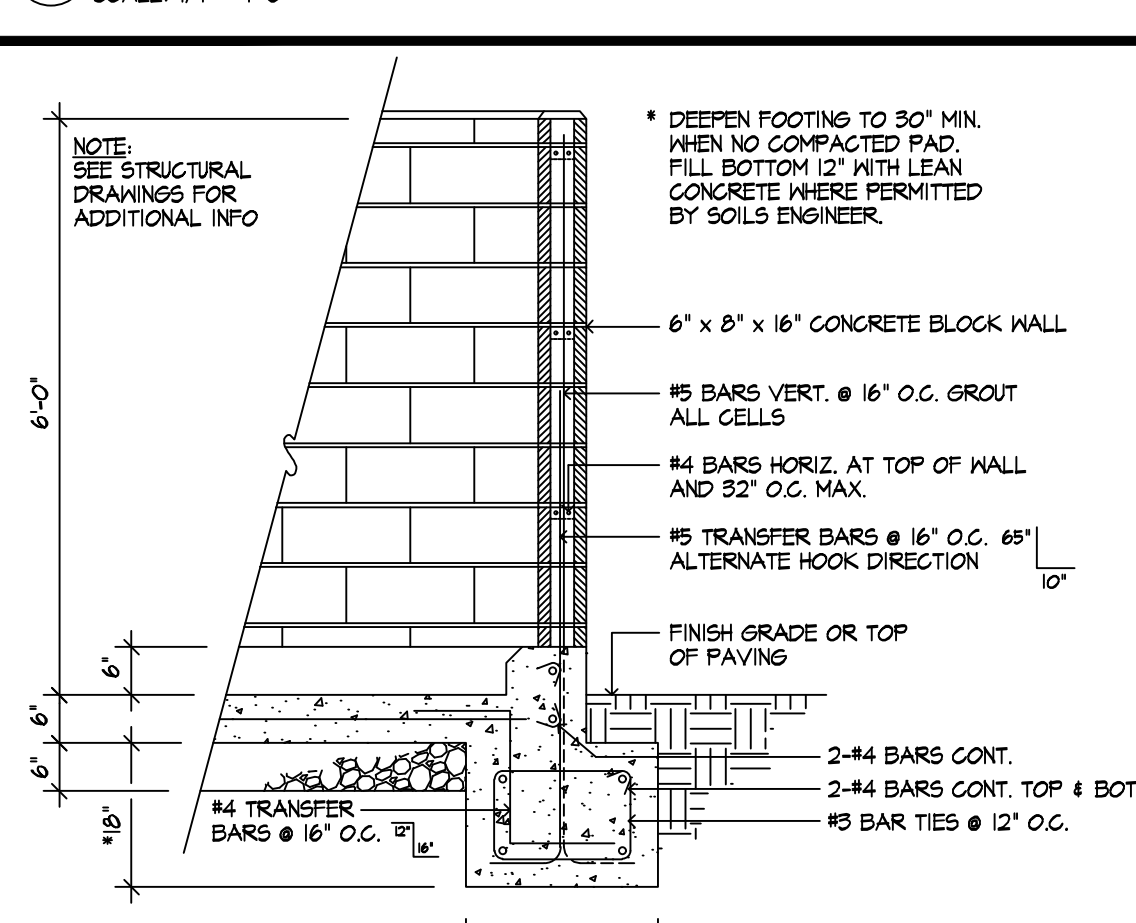 NOTE:
SEE STRUCTURAL
DRAWINGS FOR
ADDITIONAL INFO
* DEEPEN FOOTING TO 30" MIN.
WHEN NO COMPACTED PAD.
FILL BOTTOM 12" WITH LEAN
CONCRETE WHERE PERMITTED
BY SOILS ENGINEER.
6" x 8" x 16" CONCRETE BLOCK WALL
#5 BARS VERT. @ 16" O.C. GROUT
ALL CELLS
#4 BARS HORIZ. AT TOP OF WALL
AND 32" O.C. MAX.
#5 TRANSFER BARS @ 16" O.C. 65"
ALTERNATE HOOK DIRECTION
10"
FINISH GRADE OR TOP
OF PAVING
2-#4 BARS CONT.
2-#4 BARS CONT. TOP & BOT
#3 BAR TIES @ 12" O.C.
#4 TRANSFER
BARS @ 16" O.C. 12"
16"
6'-0"
6"
6"
6"
*18"